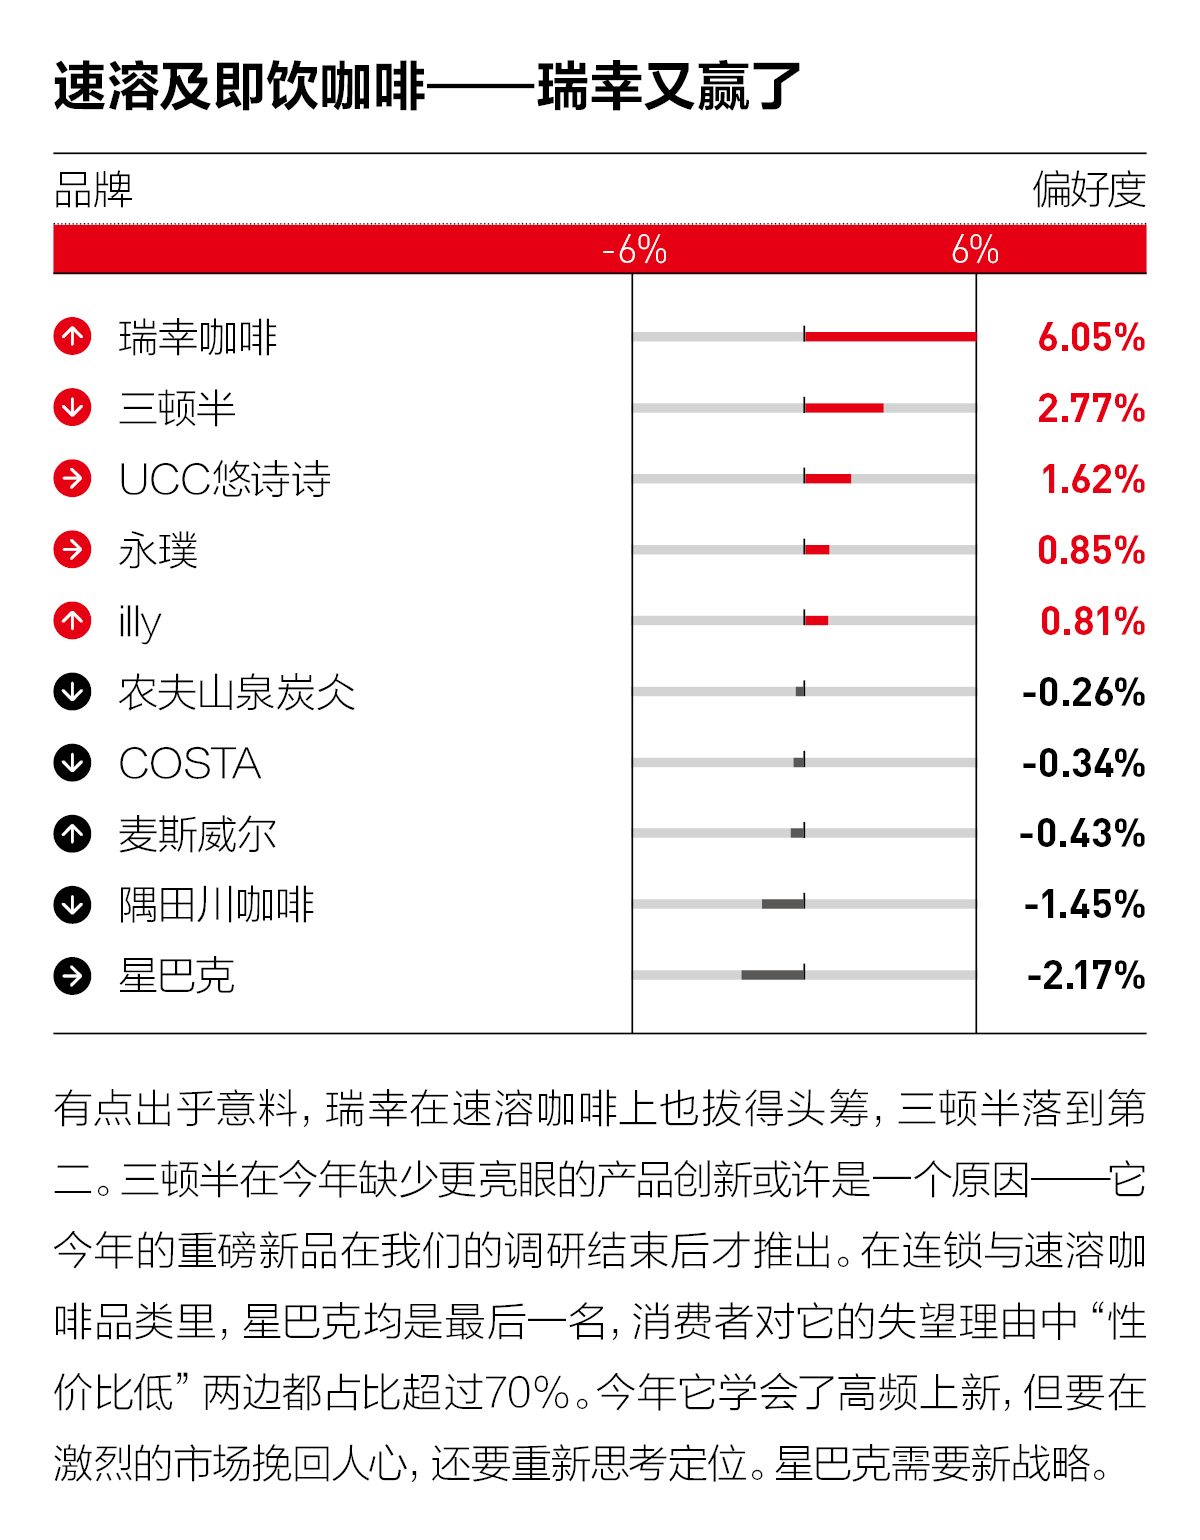 速溶及即饮咖啡——瑞幸又赢了
品牌 偏好度
-6% 6%
瑞幸咖啡 6.05%
三顿半 2.77%
UCC悠诗诗 1.62%
永璞 0.85%
illy 0.81%
农夫山泉炭仌 -0.26%
COSTA -0.34%
麦斯威尔 -0.43%
隅田川咖啡 -1.45%
星巴克 -2.17%
有点出乎意料，瑞幸在速溶咖啡上也拔得头筹，三顿半落到第
二。三顿半在今年缺少更亮眼的产品创新或许是一个原因——它
今年的重磅新品在我们的调研结束后才推出。在连锁与速溶咖
啡品类里，星巴克均是最后一名，消费者对它的失望理由中“性
价比低”两边都占比超过70%。今年它学会了高频上新，但要在
激烈的市场挽回人心，还要重新思考定位。星巴克需要新战略。